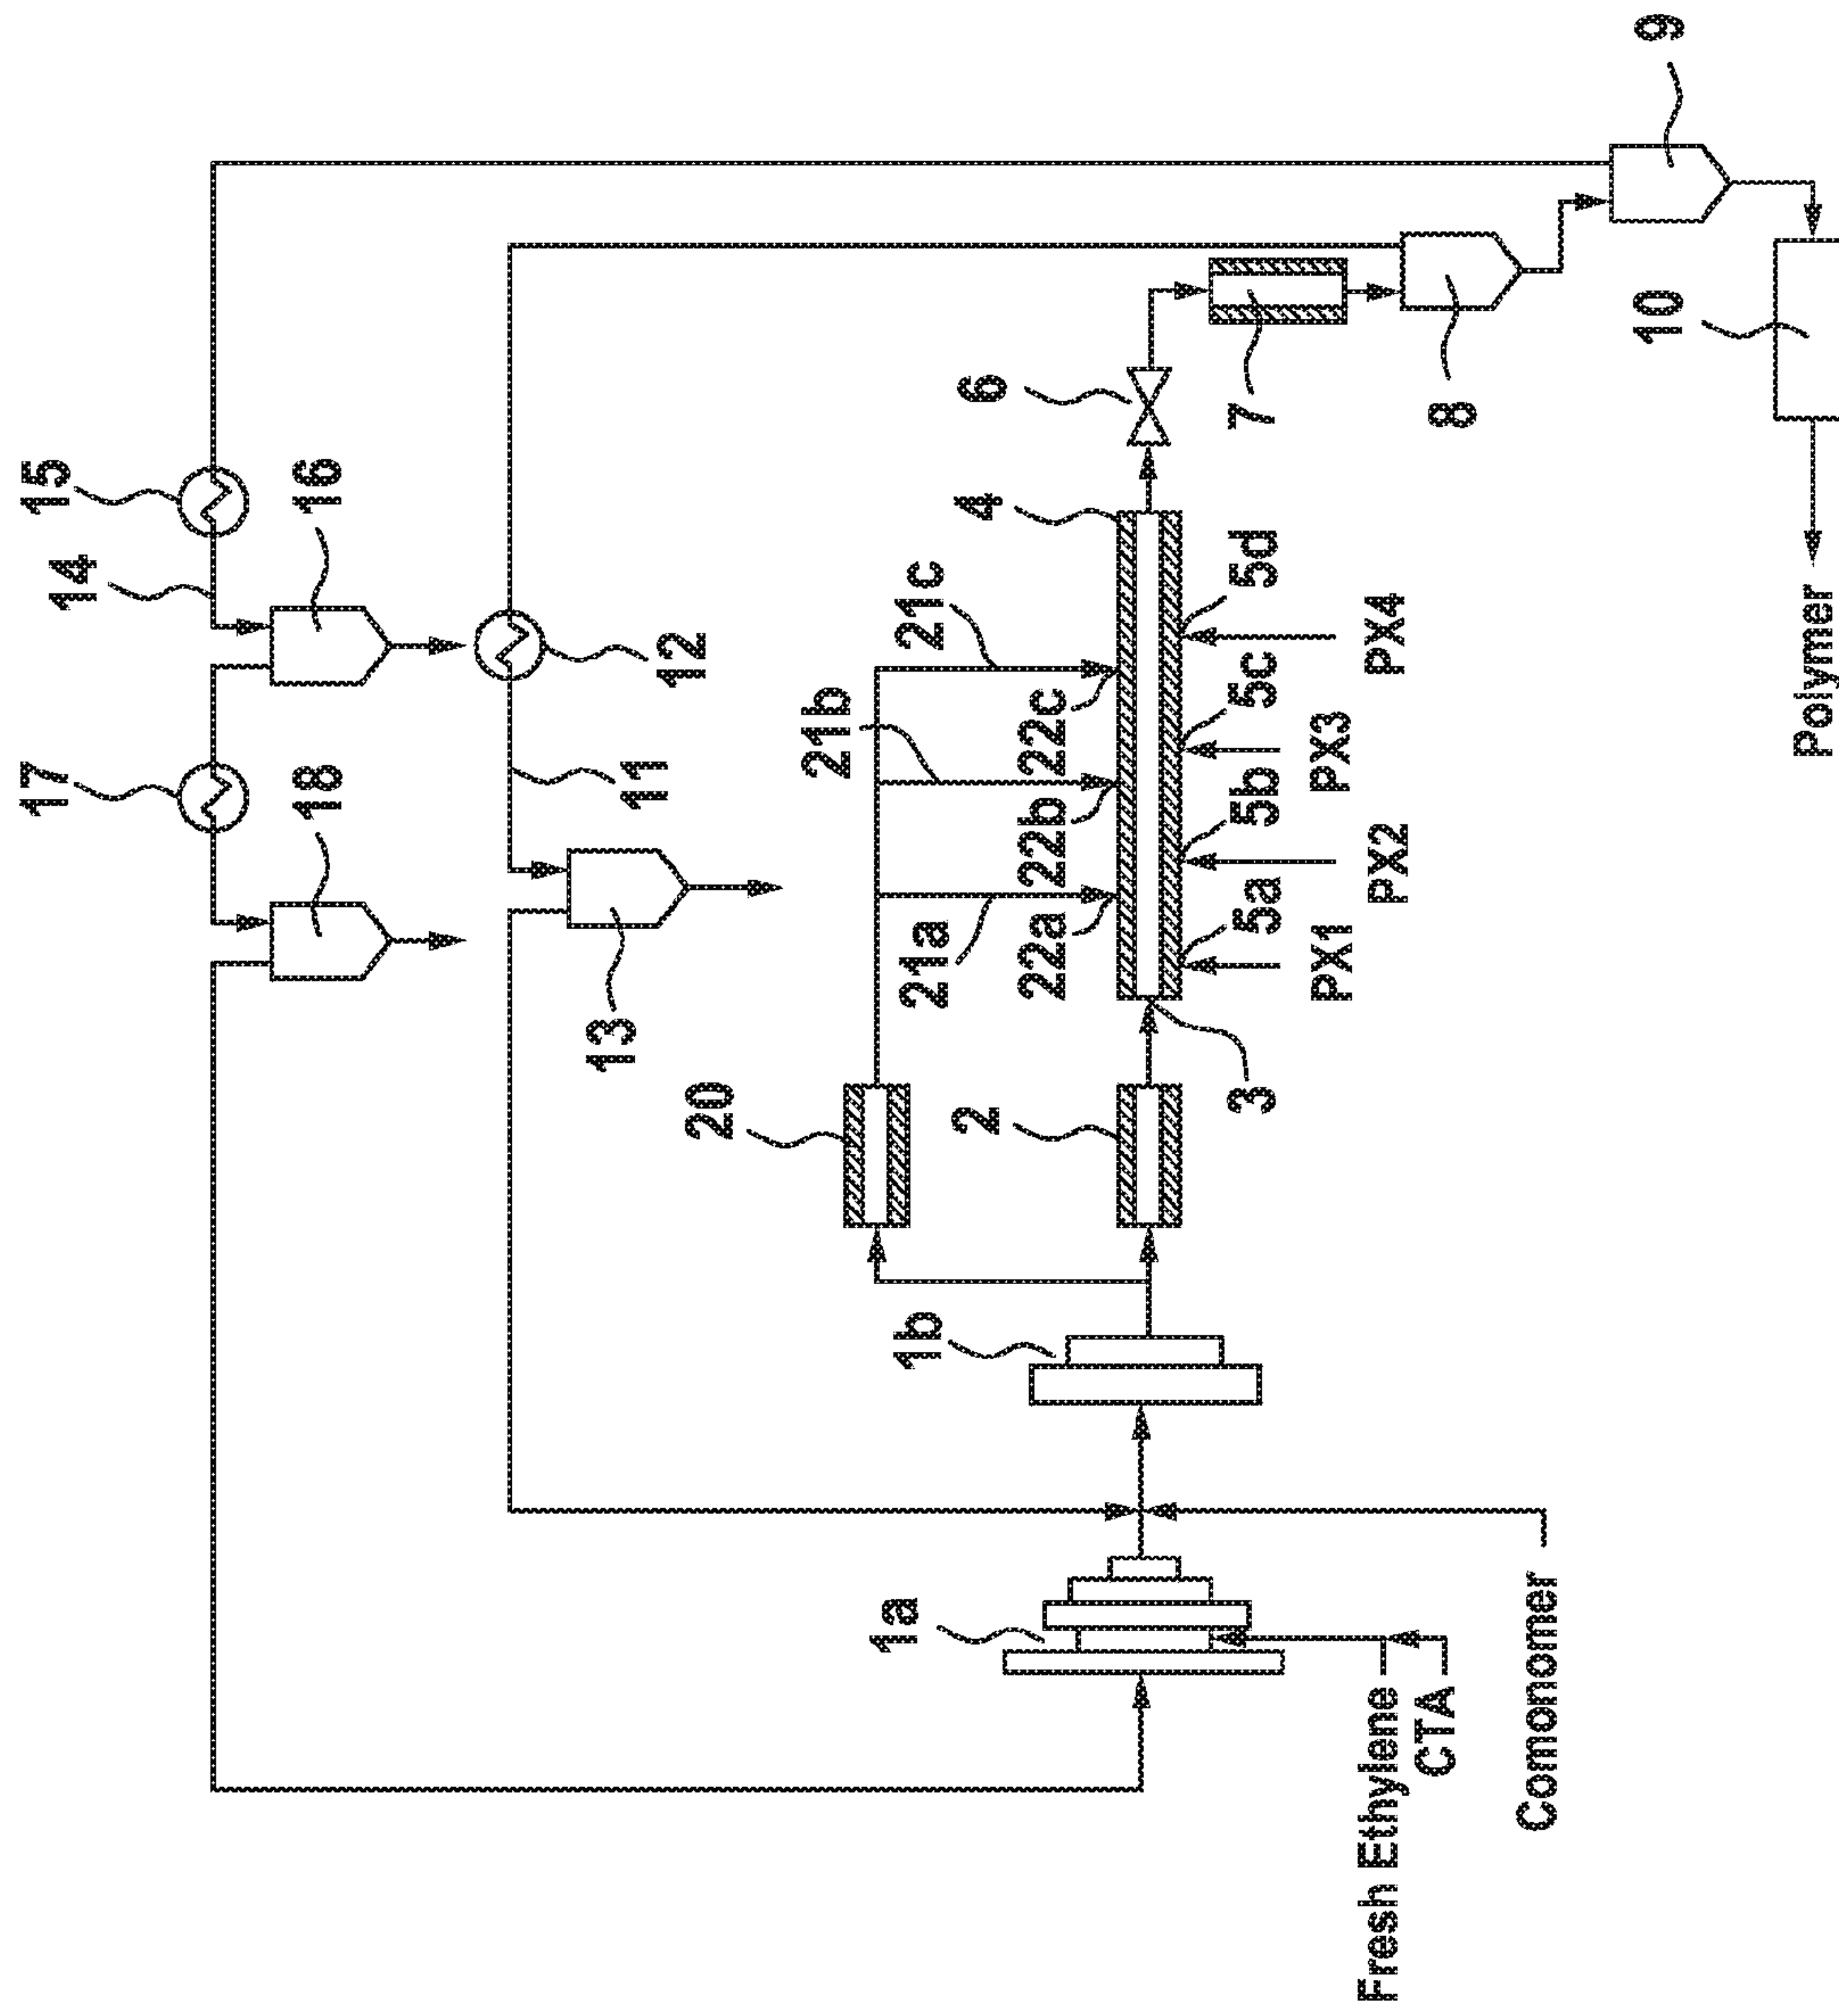 17
15
14
18
16
13
11
12
20
21a
21b
21c
1a
1b
2
22a
22b
22c
4
6
3
5a
5b
5c
5d
7
PX1
PX2
PX3
PX4
8
9
10
Fresh Ethylene
CTA
Comonomer
Polymer